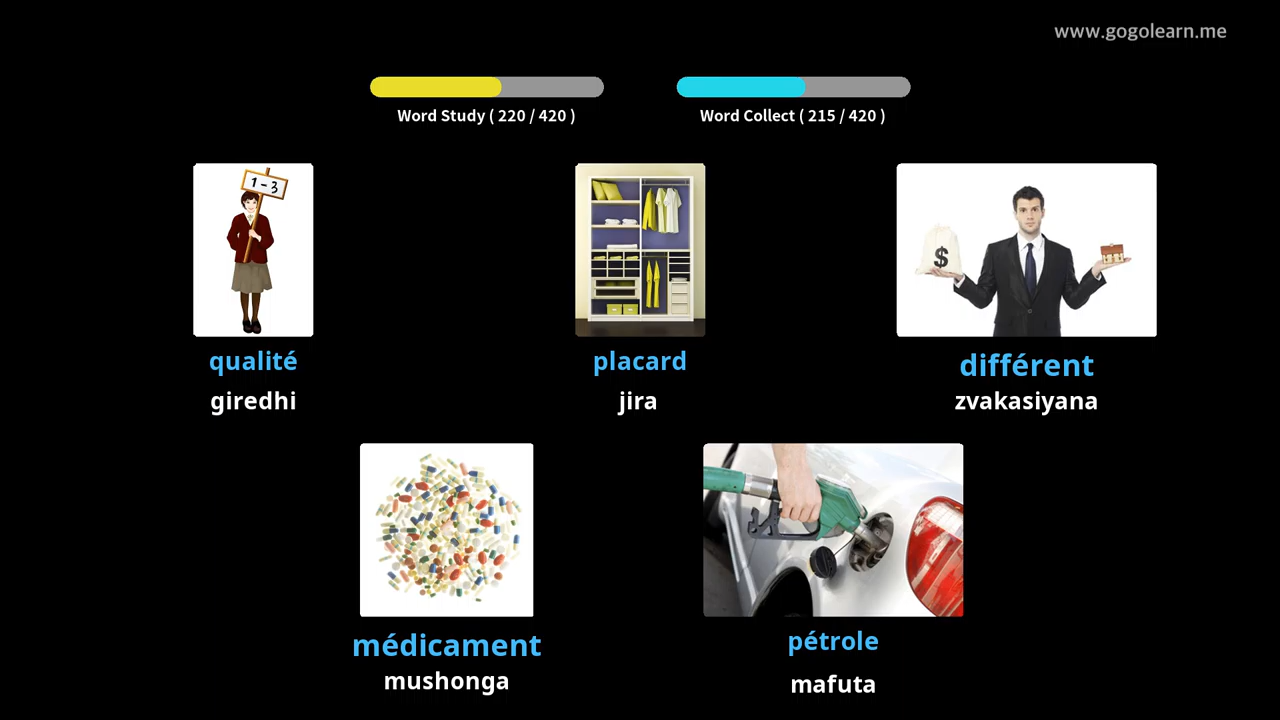 www.gogolearn.me
Word Study ( 220 / 420 )
Word Collect ( 215 / 420 )
1 - 3
$
qualité
giredhi
placard
jira
différent
zvakasiyana
médicament
mushonga
pétrole
mafuta